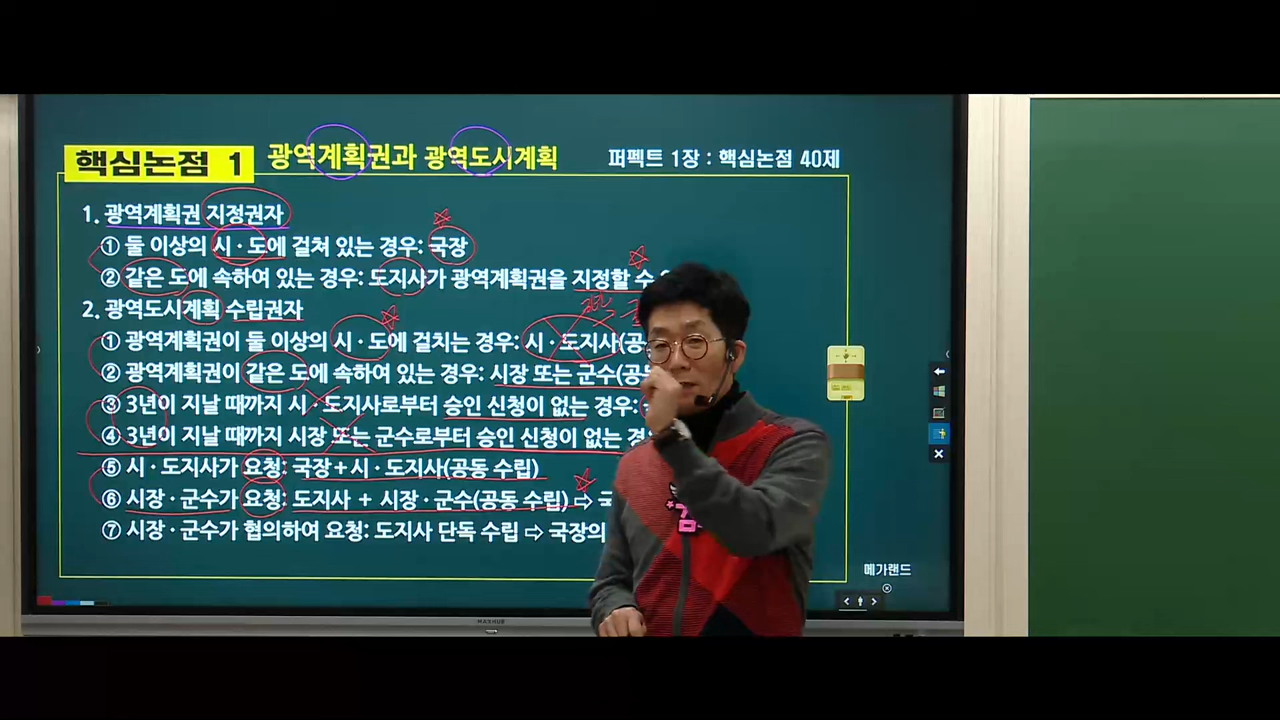 핵심논점 1 광역계획권과 광역도시계획 퍼펙트 1장 : 핵심논점 40제
1. 광역계획권 지정권자
① 둘 이상의 시·도에 걸쳐 있는 경우: 국장
② 같은 도에 속하여 있는 경우: 도지사가 광역계획권을 지정할 수
2. 광역도시계획 수립권자
① 광역계획권이 둘 이상의 시·도에 걸치는 경우: 시·도지사(공
② 광역계획권이 같은 도에 속하여 있는 경우: 시장 또는 군수(공
③ 3년이 지날 때까지 시·도지사로부터 승인 신청이 없는 경우:
④ 3년이 지날 때까지 시장 또는 군수로부터 승인 신청이 없는 경
⑤ 시·도지사가 요청: 국장+시·도지사(공동 수립)
⑥ 시장·군수가 요청: 도지사 + 시장·군수(공동 수립) ⇨ 국
⑦ 시장·군수가 협의하여 요청: 도지사 단독 수립 ⇨ 국장의
메가랜드
MAXHUB